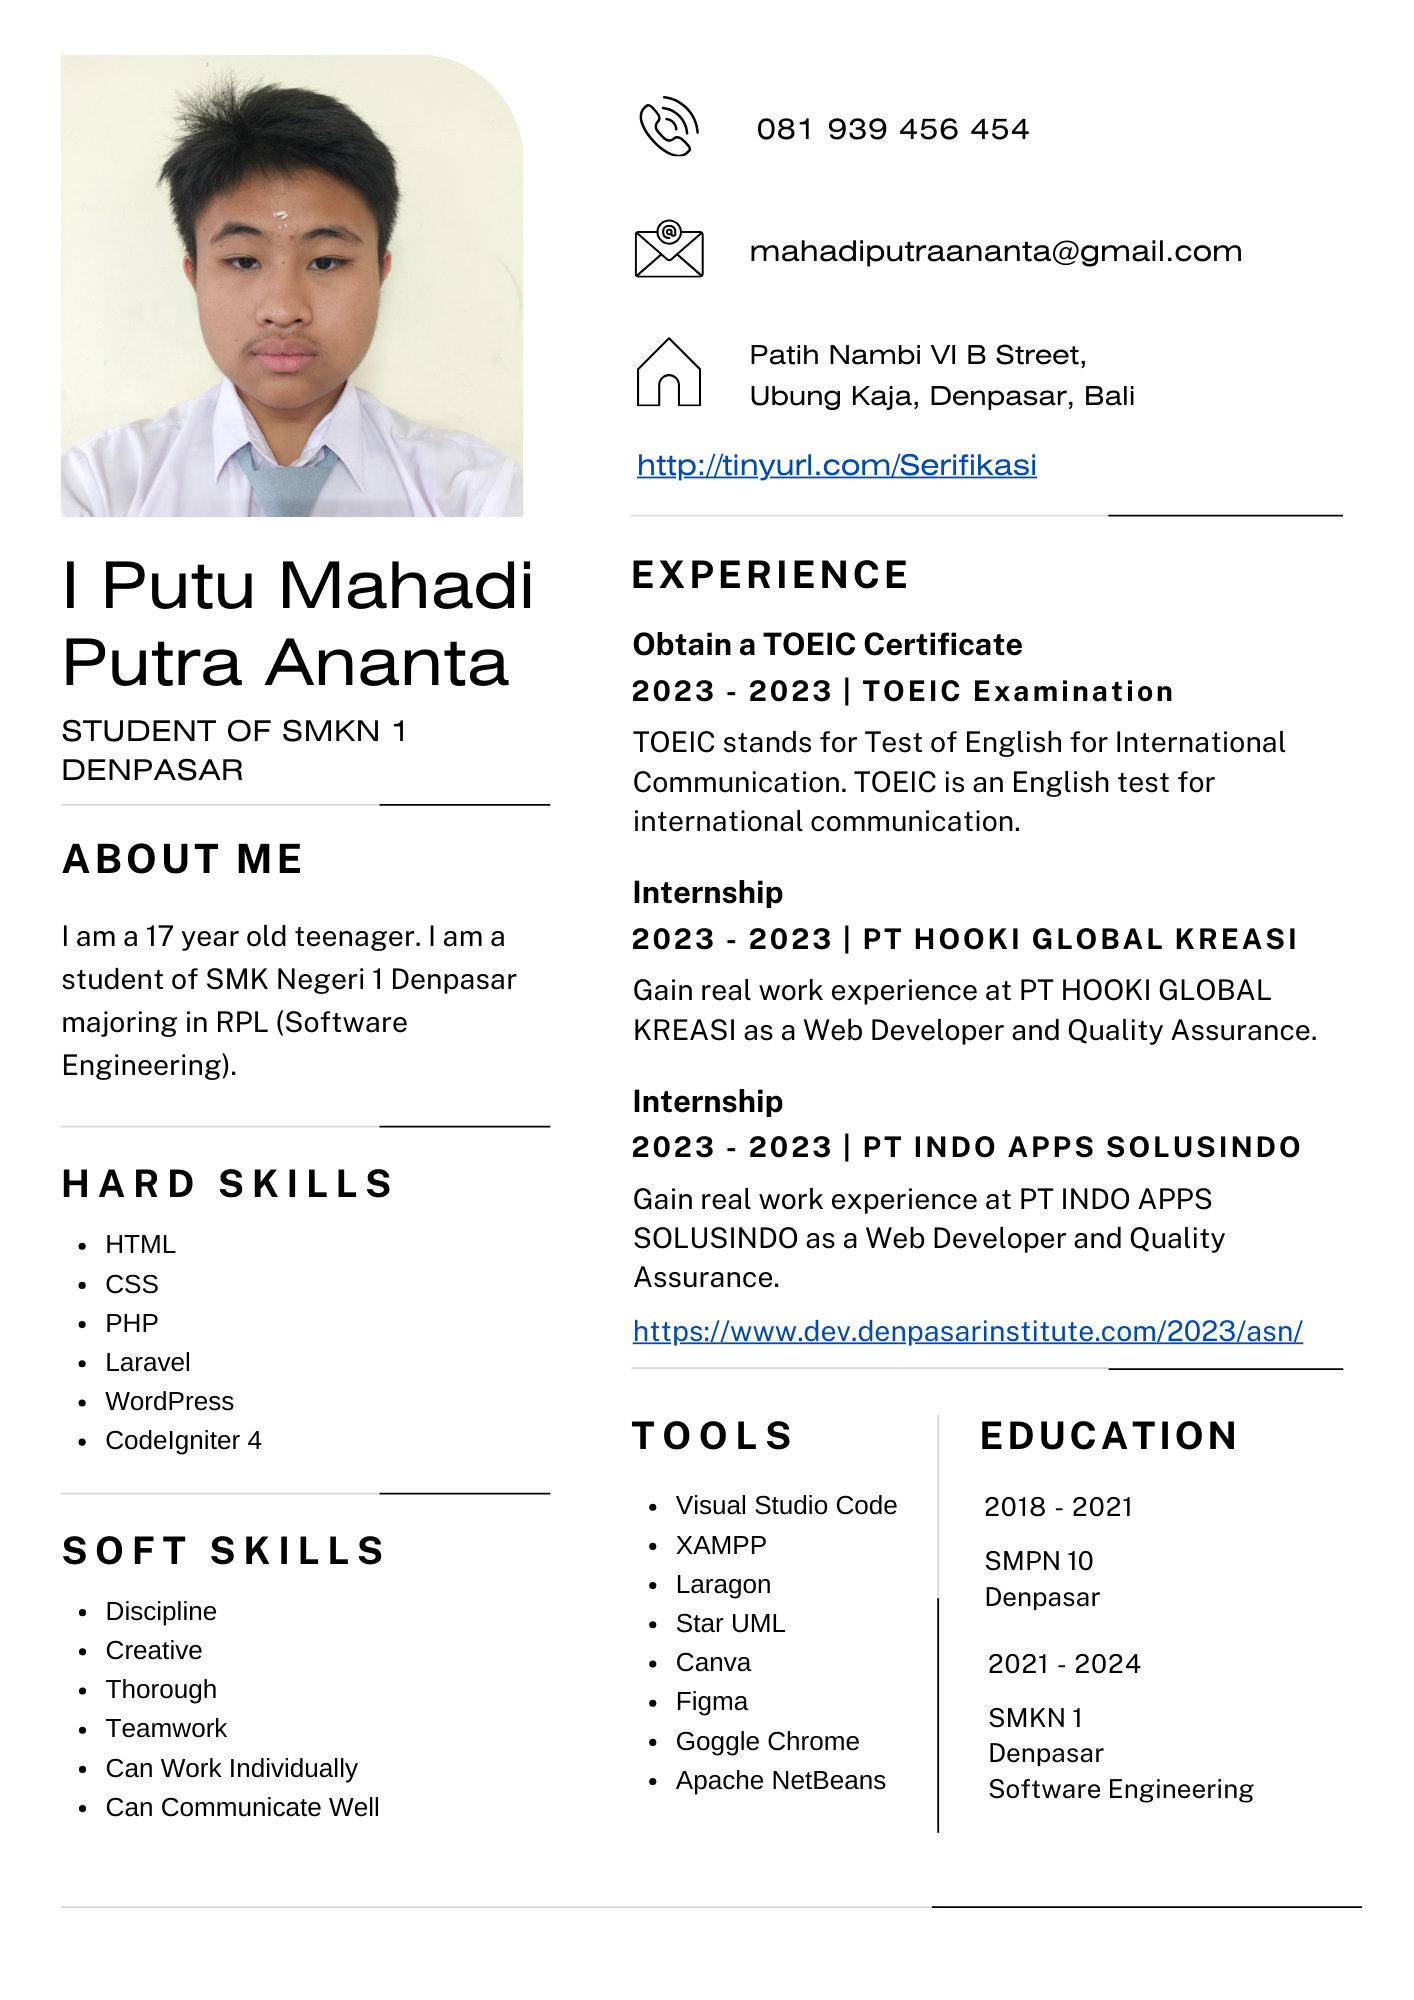 081 939 456 454
mahadiputraananta@gmail.com
Patih Nambi VI B Street,
Ubung Kaja, Denpasar, Bali
http://tinyurl.com/Serifikasi
I Putu Mahadi
Putra Ananta
STUDENT OF SMKN 1
DENPASAR
ABOUT ME
I am a 17 year old teenager. I am a
student of SMK Negeri 1 Denpasar
majoring in RPL (Software
Engineering).
HARD SKILLS
• HTML
• CSS
• PHP
• Laravel
• WordPress
• CodeIgniter 4
SOFT SKILLS
• Discipline
• Creative
• Thorough
• Teamwork
• Can Work Individually
• Can Communicate Well
EXPERIENCE
Obtain a TOEIC Certificate
2023 - 2023 | TOEIC Examination
TOEIC stands for Test of English for International
Communication. TOEIC is an English test for
international communication.
Internship
2023 - 2023 | PT HOOKI GLOBAL KREASI
Gain real work experience at PT HOOKI GLOBAL
KREASI as a Web Developer and Quality Assurance.
Internship
2023 - 2023 | PT INDO APPS SOLUSINDO
Gain real work experience at PT INDO APPS
SOLUSINDO as a Web Developer and Quality
Assurance.
https://www.dev.denpasarinstitute.com/2023/asn/
TOOLS
• Visual Studio Code
• XAMPP
• Laragon
• Star UML
• Canva
• Figma
• Goggle Chrome
• Apache NetBeans
EDUCATION
2018 - 2021
SMPN 10
Denpasar
2021 - 2024
SMKN 1
Denpasar
Software Engineering